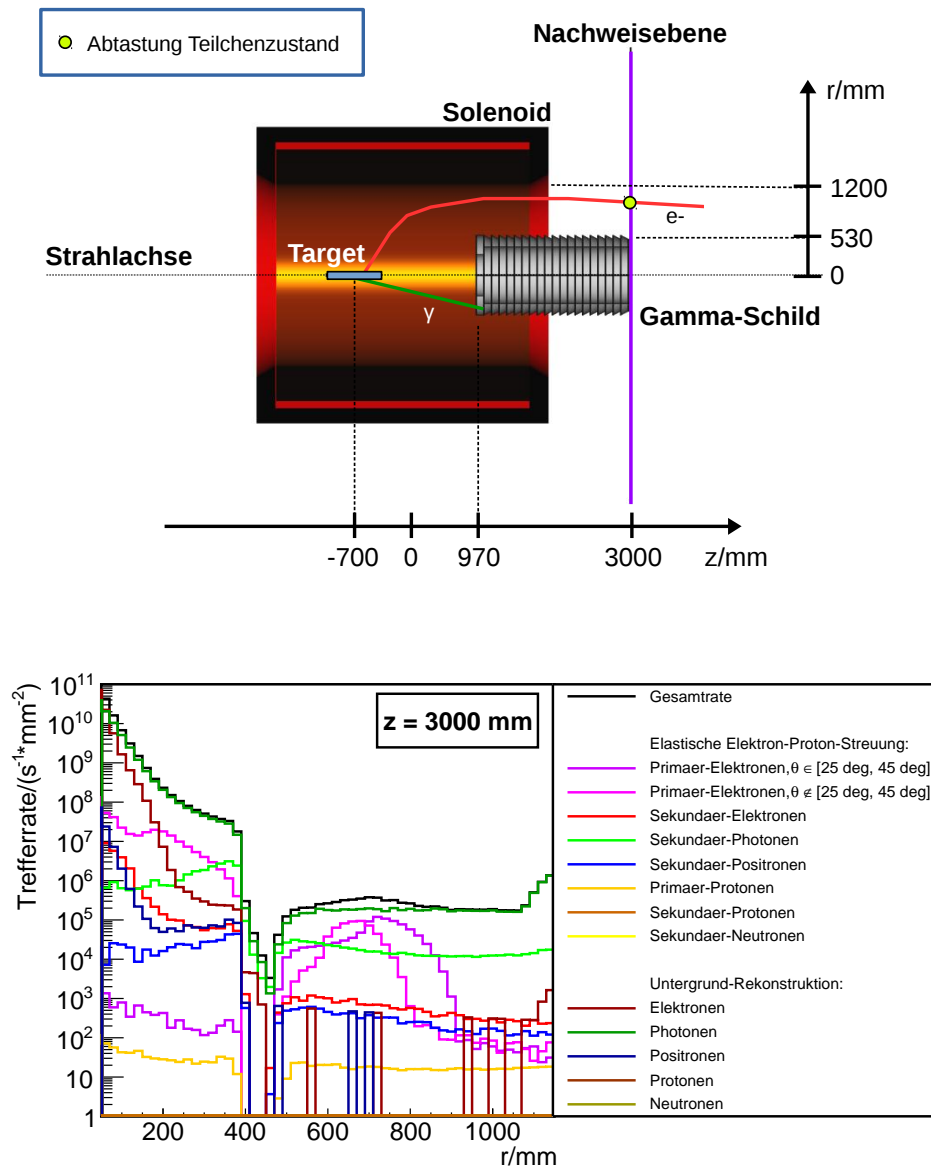 Abtastung Teilchenzustand
Nachweisebene
r/mm
Solenoid
1200
e-
530
Strahlachse
Target
0
γ
Gamma-Schild
-700
0
970
3000
z/mm
Trefferrate/(s⁻¹*mm⁻²)
10¹¹
10¹⁰
10⁹
10⁸
10⁷
10⁶
10⁵
10⁴
10³
10²
10
1
z = 3000 mm
200
400
600
800
1000
r/mm
Gesamtrate
Elastische Elektron-Proton-Streuung:
Primaer-Elektronen,θ ∈ [25 deg, 45 deg]
Primaer-Elektronen,θ ∉ [25 deg, 45 deg]
Sekundaer-Elektronen
Sekundaer-Photonen
Sekundaer-Positronen
Primaer-Protonen
Sekundaer-Protonen
Sekundaer-Neutronen
Untergrund-Rekonstruktion:
Elektronen
Photonen
Positronen
Protonen
Neutronen